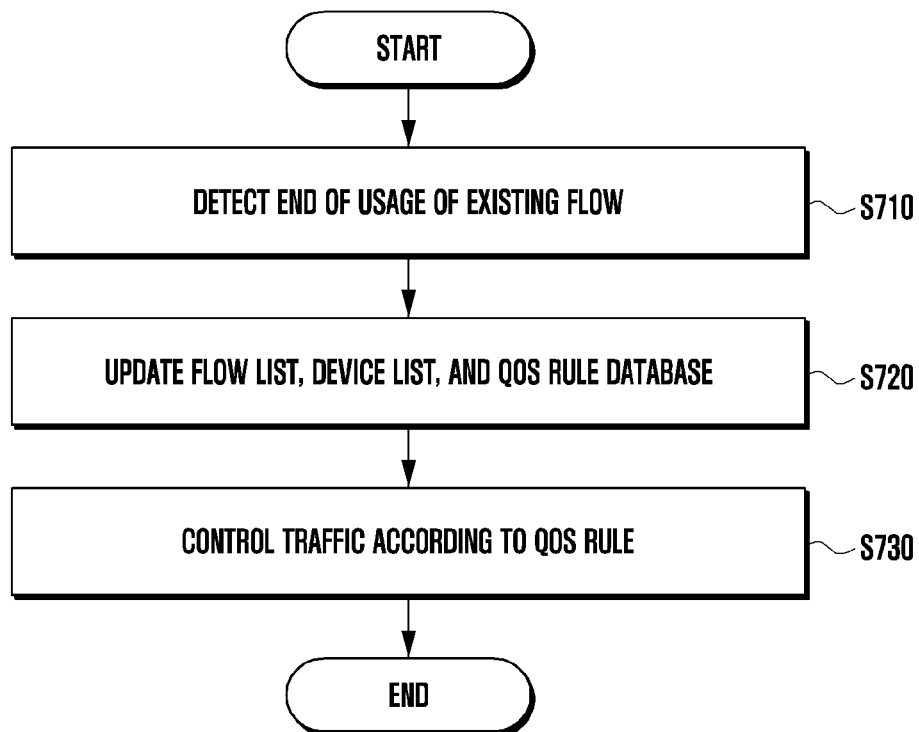 START
DETECT END OF USAGE OF EXISTING FLOW
S710
UPDATE FLOW LIST, DEVICE LIST, AND QOS RULE DATABASE
S720
CONTROL TRAFFIC ACCORDING TO QOS RULE
S730
END